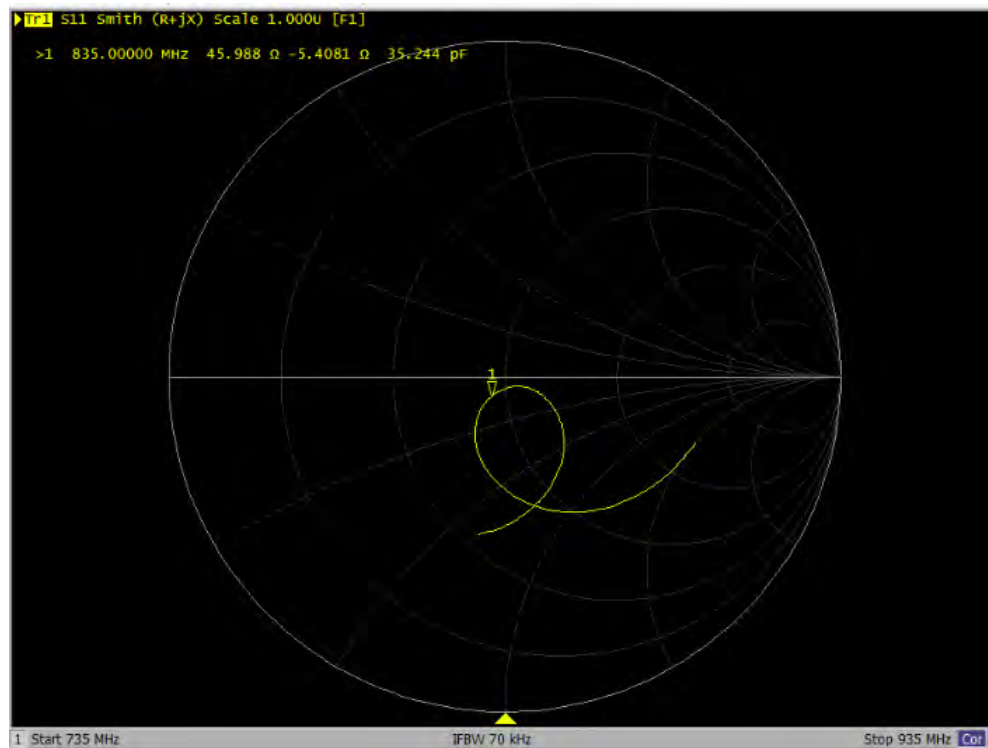 Tr1 S11 Smith (R+jX) Scale 1.000U [F1]
>1 835.00000 MHz 45.988 Ω -5.4081 Ω 35.244 pF
1
1 Start 735 MHz IFBW 70 kHz Stop 935 MHz Cor